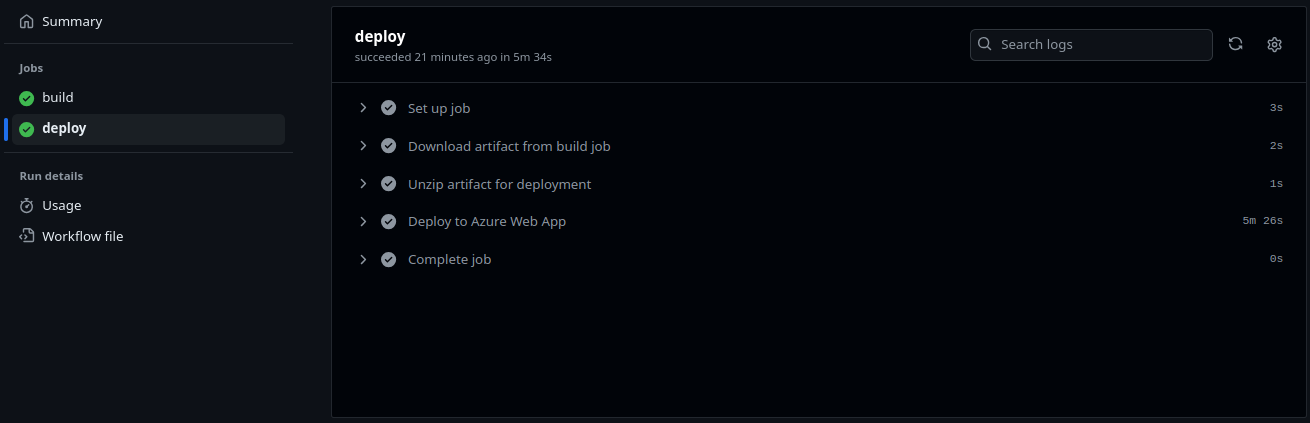 Summary
Jobs
build
deploy
Run details
Usage
Workflow file
deploy
succeeded 21 minutes ago in 5m 34s
Search logs
Set up job 3s
Download artifact from build job 2s
Unzip artifact for deployment 1s
Deploy to Azure Web App 5m 26s
Complete job 0s